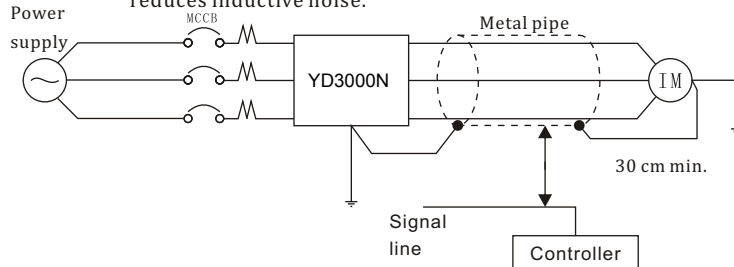 reduces inductive noise.
Power
supply
MCCB
Metal pipe
YD3000N
IM
30 cm min.
Signal
line
Controller